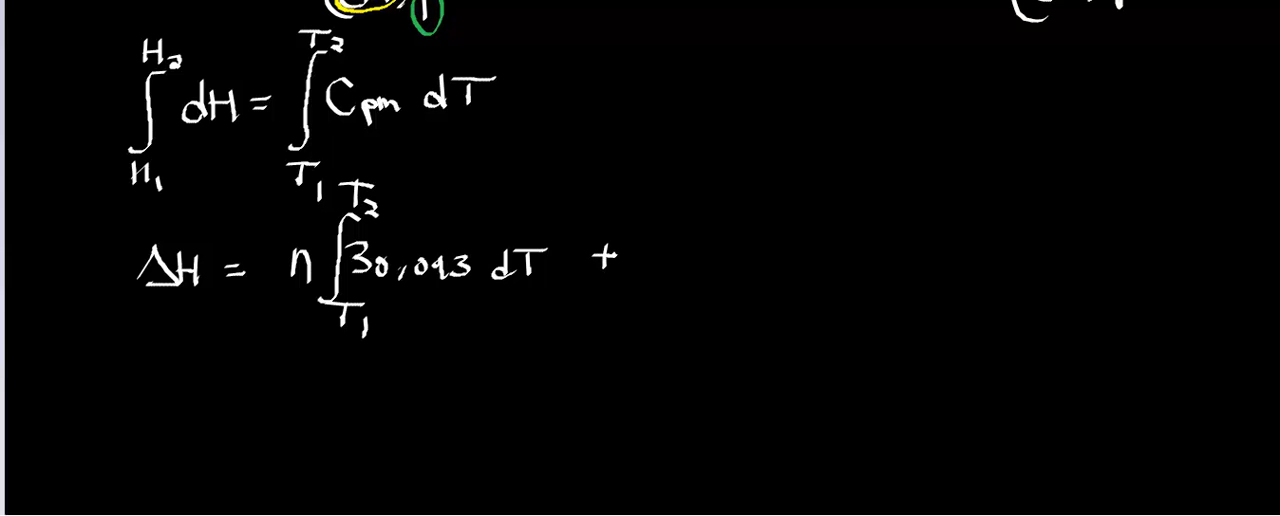 ∫_{H₁}^{H₂} dH = ∫_{T₁}^{T₂} Cpm dT
ΔH = n ∫_{T₁}^{T₂} 30,093 dT +